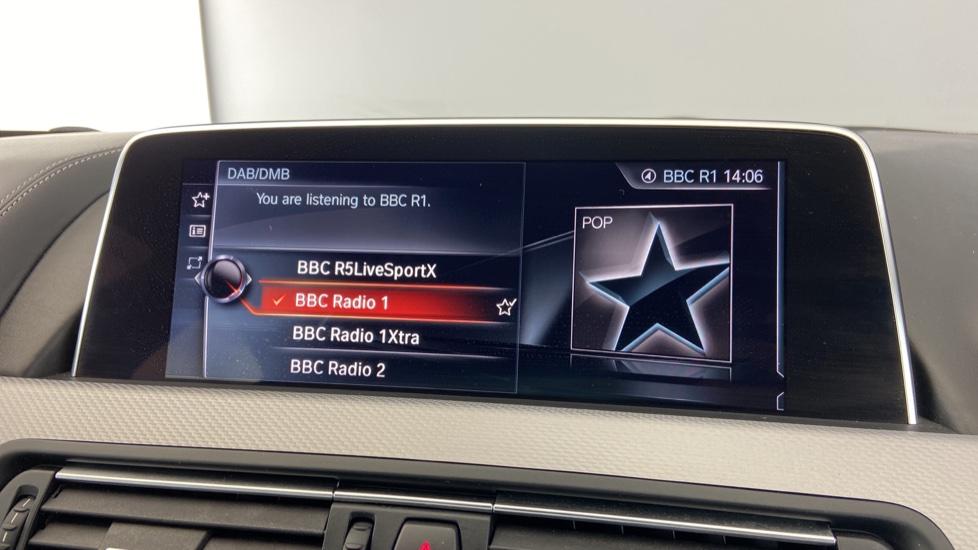 DAB/DMB
BBC R1 14:06
You are listening to BBC R1.
POP
BBC R5LiveSportX
BBC Radio 1
BBC Radio 1Xtra
BBC Radio 2